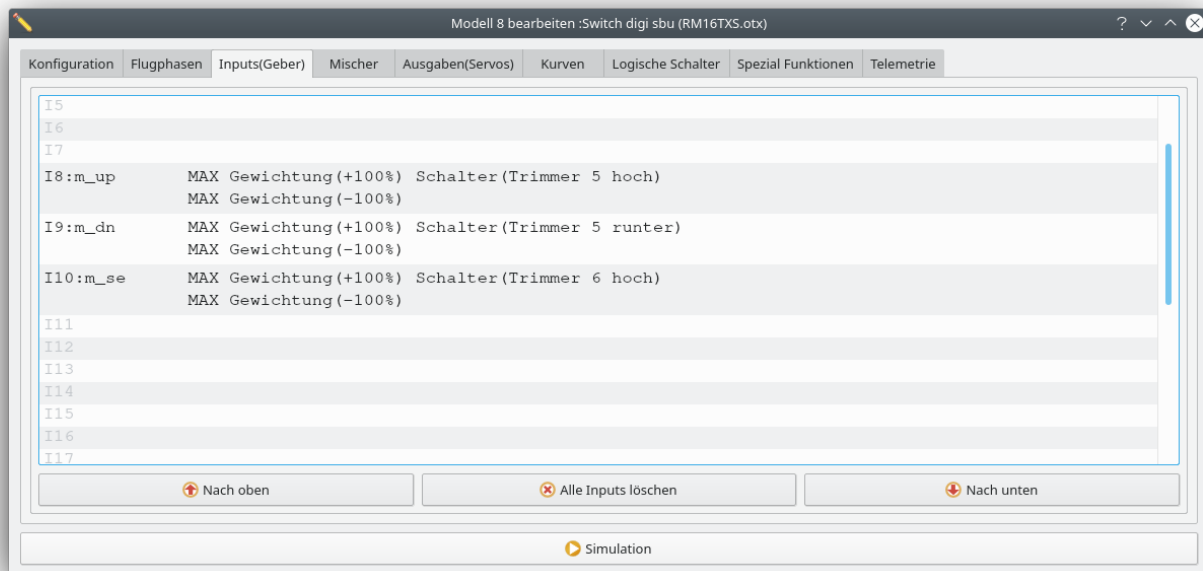 Modell 8 bearbeiten :Switch digi sbu (RM16TXS.otx)
Konfiguration Flugphasen Inputs(Geber) Mischer Ausgaben(Servos) Kurven Logische Schalter Spezial Funktionen Telemetrie
I5
I6
I7
I8:m_up MAX Gewichtung(+100%) Schalter(Trimmer 5 hoch)
MAX Gewichtung(-100%)
I9:m_dn MAX Gewichtung(+100%) Schalter(Trimmer 5 runter)
MAX Gewichtung(-100%)
I10:m_se MAX Gewichtung(+100%) Schalter(Trimmer 6 hoch)
MAX Gewichtung(-100%)
I11
I12
I13
I14
I15
I16
I17
Nach oben Alle Inputs löschen Nach unten
Simulation